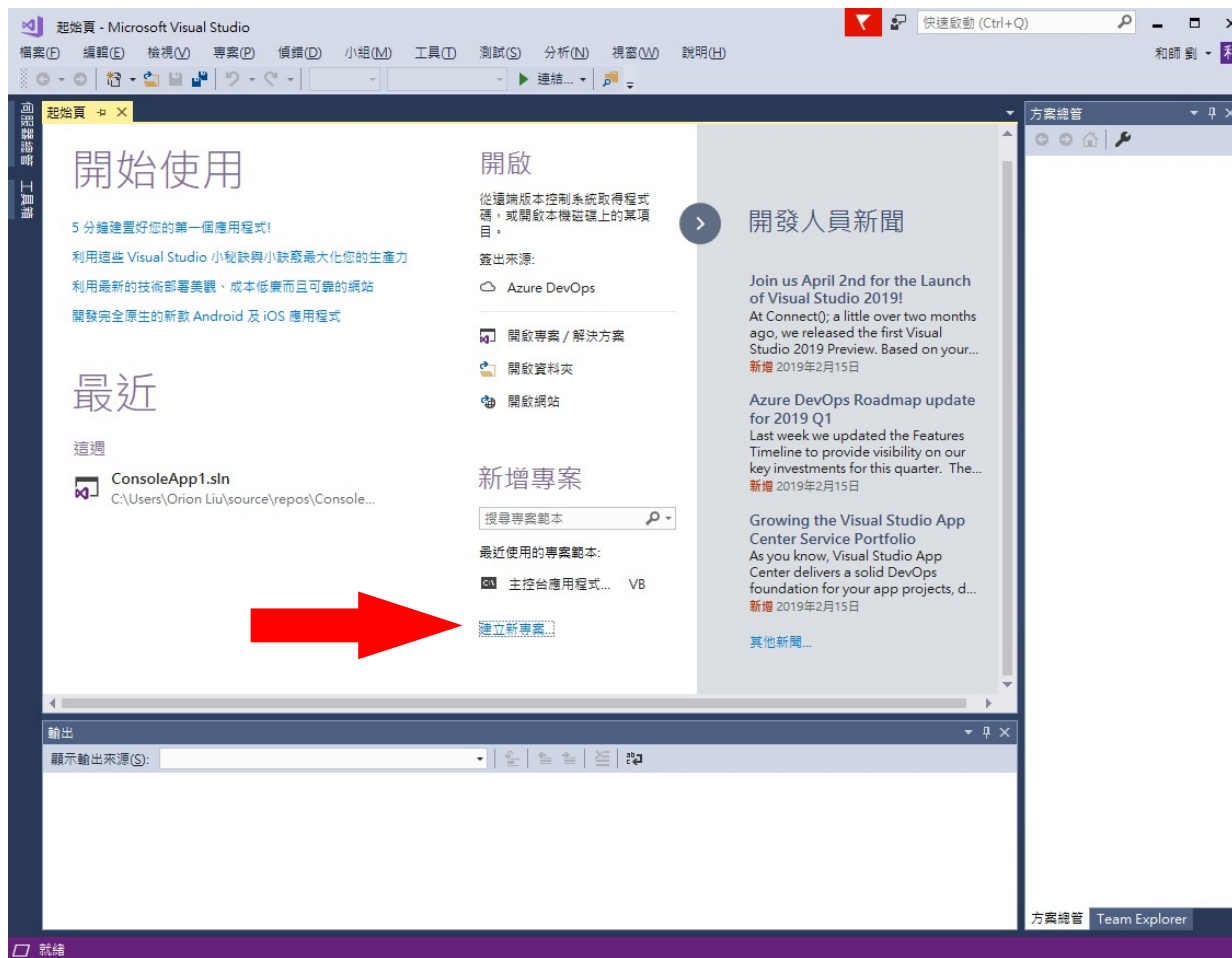 起始頁 - Microsoft Visual Studio
快速啟動 (Ctrl+Q)
檔案(F) 編輯(E) 檢視(V) 專案(P) 偵錯(D) 小組(M) 工具(T) 測試(S) 分析(N) 視窗(W) 說明(H)
和師 劉
連結...
伺服器總管
工具箱
起始頁
開始使用
5 分鐘建置好您的第一個應用程式!
利用這些 Visual Studio 小秘訣與小訣竅最大化您的生產力
利用最新的技術部署美觀、成本低廉而且可靠的網站
開發完全原生的新款 Android 及 iOS 應用程式
最近
這週
ConsoleApp1.sln
C:\Users\Orion Liu\source\repos\Console...
開啟
從遠端版本控制系統取得程式
碼，或開啟本機磁碟上的某項
目。
簽出來源:
Azure DevOps
開啟專案 / 解決方案
開啟資料夾
開啟網站
新增專案
搜尋專案範本
最近使用的專案範本:
主控台應用程式... VB
建立新專案...
開發人員新聞
Join us April 2nd for the Launch
of Visual Studio 2019!
At Connect(); a little over two months
ago, we released the first Visual
Studio 2019 Preview. Based on your...
新增 2019年2月15日
Azure DevOps Roadmap update
for 2019 Q1
Last week we updated the Features
Timeline to provide visibility on our
key investments for this quarter. The...
新增 2019年2月15日
Growing the Visual Studio App
Center Service Portfolio
As you know, Visual Studio App
Center delivers a solid DevOps
foundation for your app projects, d...
新增 2019年2月15日
其他新聞...
方案總管
輸出
顯示輸出來源(S):
方案總管 Team Explorer
就緒